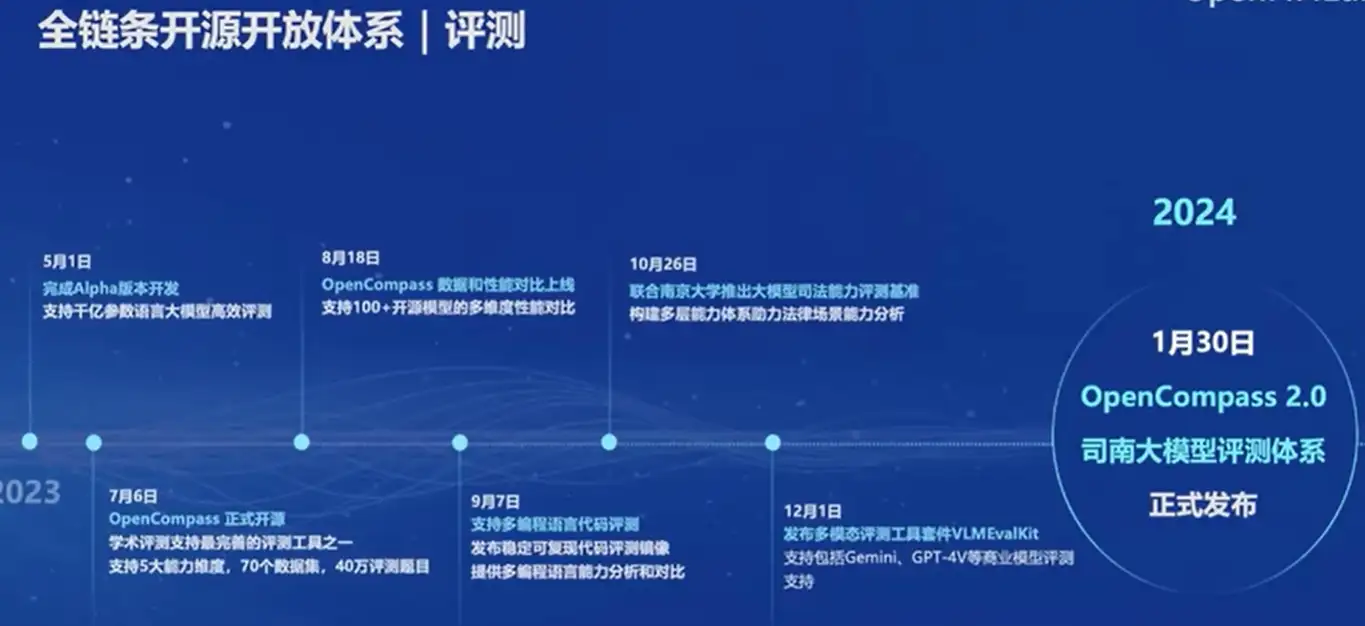 全链条开源开放体系 | 评测
2024
5月1日
完成Alpha版本开发
支持千亿参数语言大模型高效评测
8月18日
OpenCompass 数据和性能对比上线
支持100+开源模型的多维度性能对比
10月26日
联合南京大学推出大模型司法能力评测基准
构建多层能力体系助力法律场景能力分析
1月30日
OpenCompass 2.0
司南大模型评测体系
正式发布
2023
7月6日
OpenCompass 正式开源
学术评测支持最完善的评测工具之一
支持5大能力维度，70个数据集，40万评测题目
9月7日
支持多编程语言代码评测
发布稳定可复现代码评测镜像
提供多编程语言能力分析和对比
12月1日
发布多模态评测工具套件VLMEvalKit
支持包括Gemini、GPT-4V等商业模型评测
支持